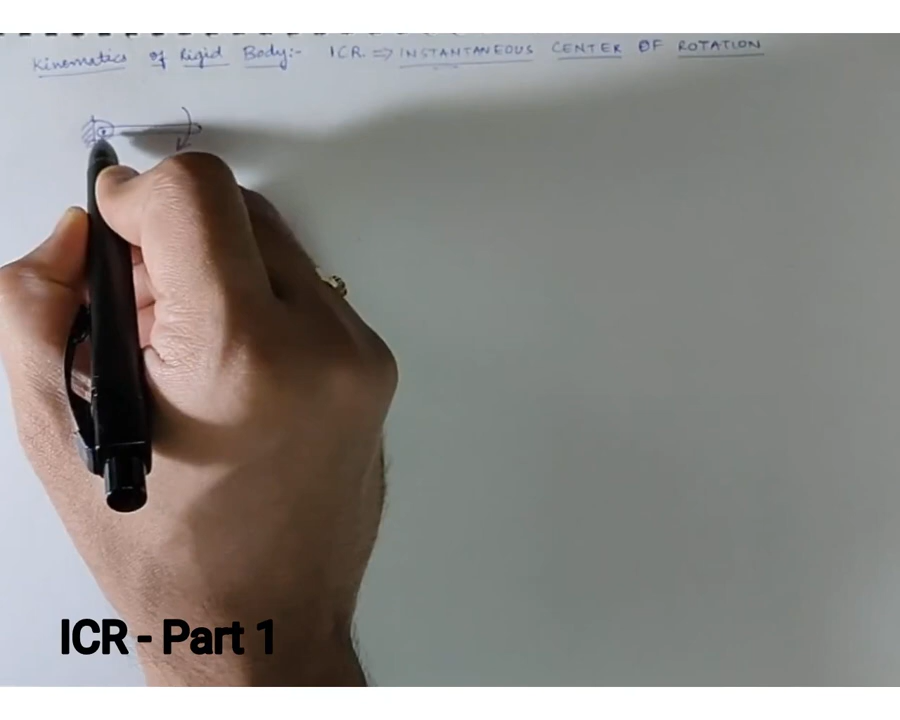 Kinematics of Rigid Body:- ICR. => INSTANTANEOUS CENTER OF ROTATION
ICR - Part 1